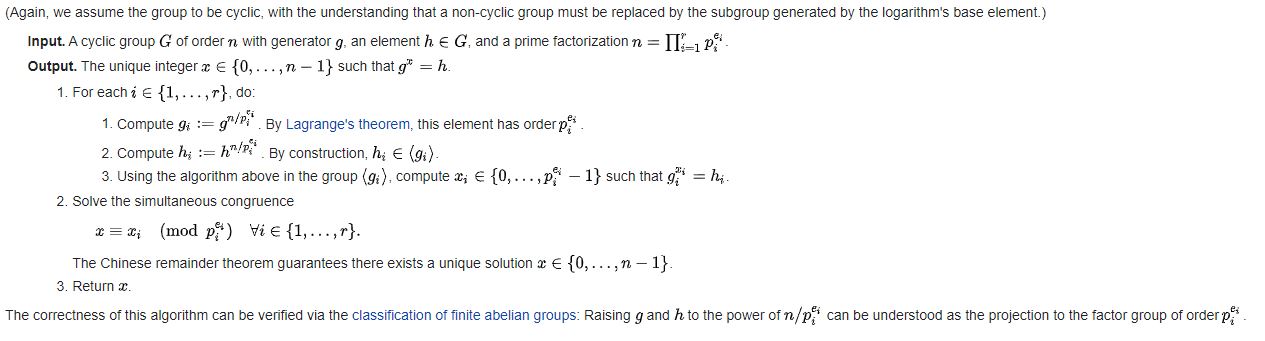 (Again, we assume the group to be cyclic, with the understanding that a non-cyclic group must be replaced by the subgroup generated by the logarithm's base element.)
Input. A cyclic group G of order n with generator g, an element h ∈ G, and a prime factorization n = ∏_{i=1}^{r} p_i^{e_i}.
Output. The unique integer x ∈ {0, . . . , n − 1} such that g^x = h.
1. For each i ∈ {1, . . . , r}, do:
1. Compute g_i := g^{n/p_i^{e_i}}. By Lagrange's theorem, this element has order p_i^{e_i}.
2. Compute h_i := h^{n/p_i^{e_i}}. By construction, h_i ∈ ⟨g_i⟩.
3. Using the algorithm above in the group ⟨g_i⟩, compute x_i ∈ {0, . . . , p_i^{e_i} − 1} such that g_i^{x_i} = h_i.
2. Solve the simultaneous congruence
x ≡ x_i (mod p_i^{e_i}) ∀i ∈ {1, . . . , r}.
The Chinese remainder theorem guarantees there exists a unique solution x ∈ {0, . . . , n − 1}.
3. Return x.
The correctness of this algorithm can be verified via the classification of finite abelian groups: Raising g and h to the power of n/p_i^{e_i} can be understood as the projection to the factor group of order p_i^{e_i}.